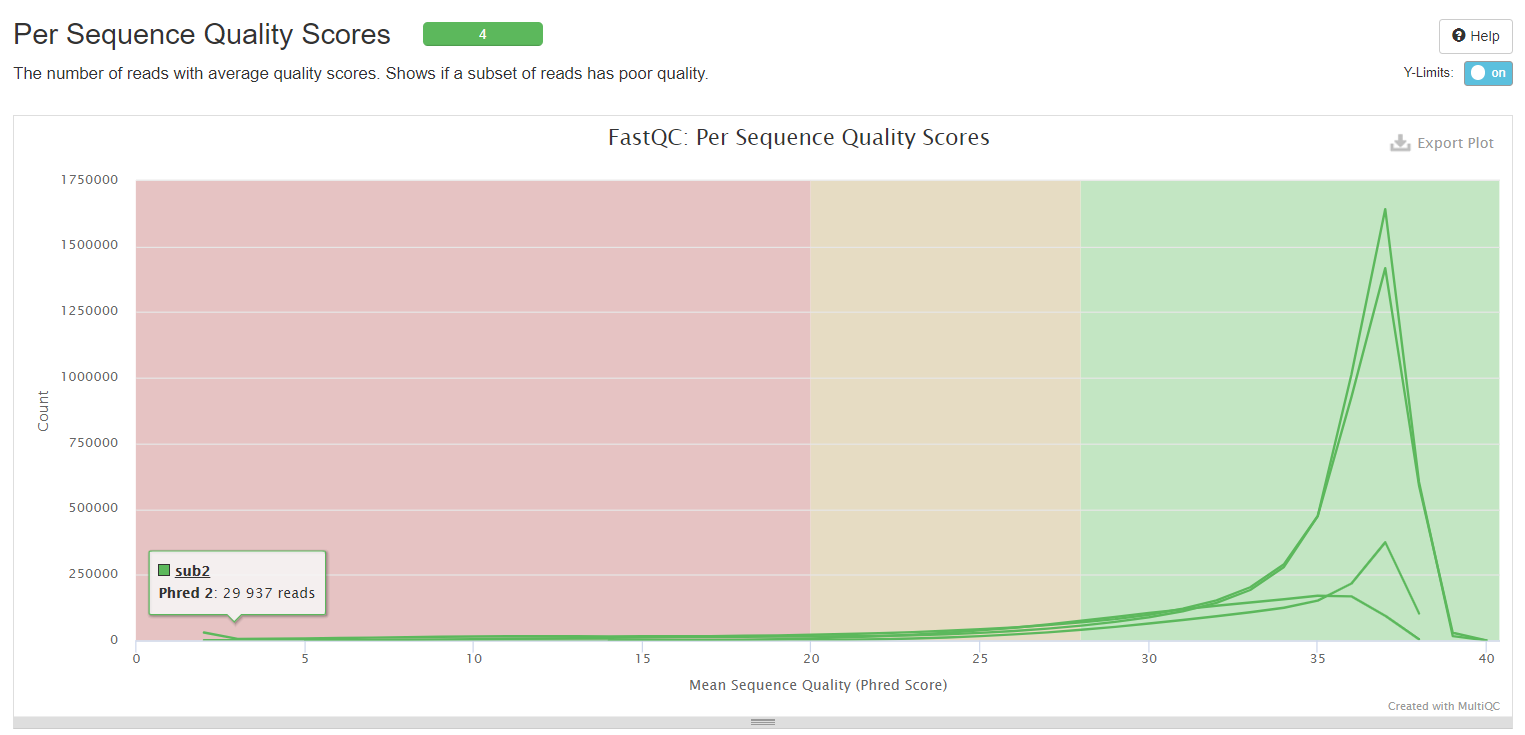 Per Sequence Quality Scores
4
Help
The number of reads with average quality scores. Shows if a subset of reads has poor quality.
Y-Limits:
on
FastQC: Per Sequence Quality Scores
Export Plot
1750000
1500000
1250000
1000000
750000
500000
250000
0
Count
sub2
Phred 2: 29 937 reads
0 5 10 15 20 25 30 35 40
Mean Sequence Quality (Phred Score)
Created with MultiQC